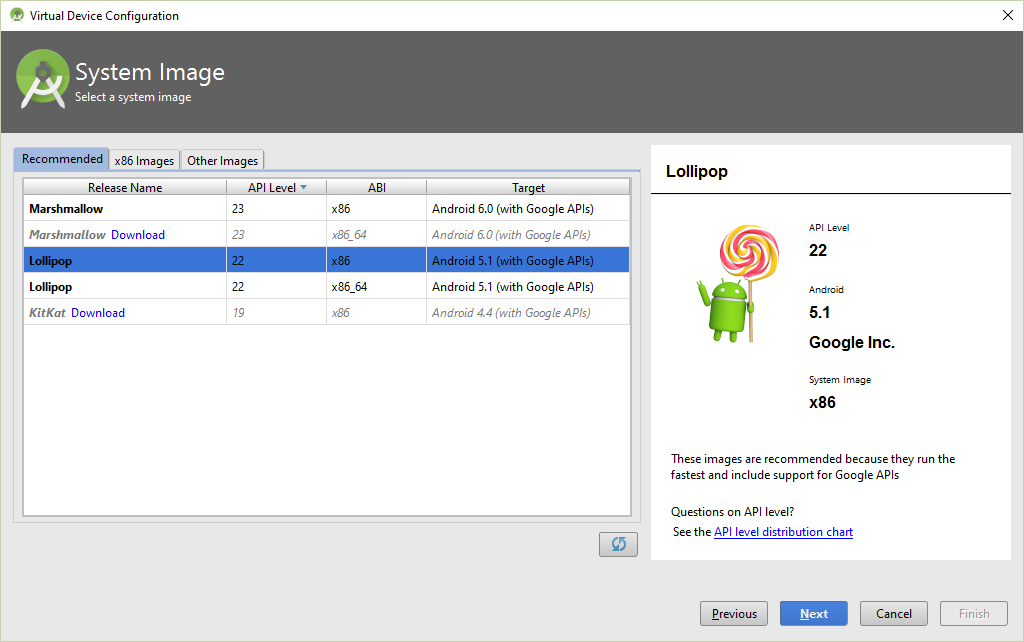 Virtual Device Configuration
System Image
Select a system image
Recommended x86 Images Other Images
Release Name API Level ABI Target
Marshmallow 23 x86 Android 6.0 (with Google APIs)
Marshmallow Download 23 x86_64 Android 6.0 (with Google APIs)
Lollipop 22 x86 Android 5.1 (with Google APIs)
Lollipop 22 x86_64 Android 5.1 (with Google APIs)
KitKat Download 19 x86 Android 4.4 (with Google APIs)
Lollipop
API Level
22
Android
5.1
Google Inc.
System Image
x86
These images are recommended because they run the
fastest and include support for Google APIs
Questions on API level?
See the API level distribution chart
Previous Next Cancel Finish